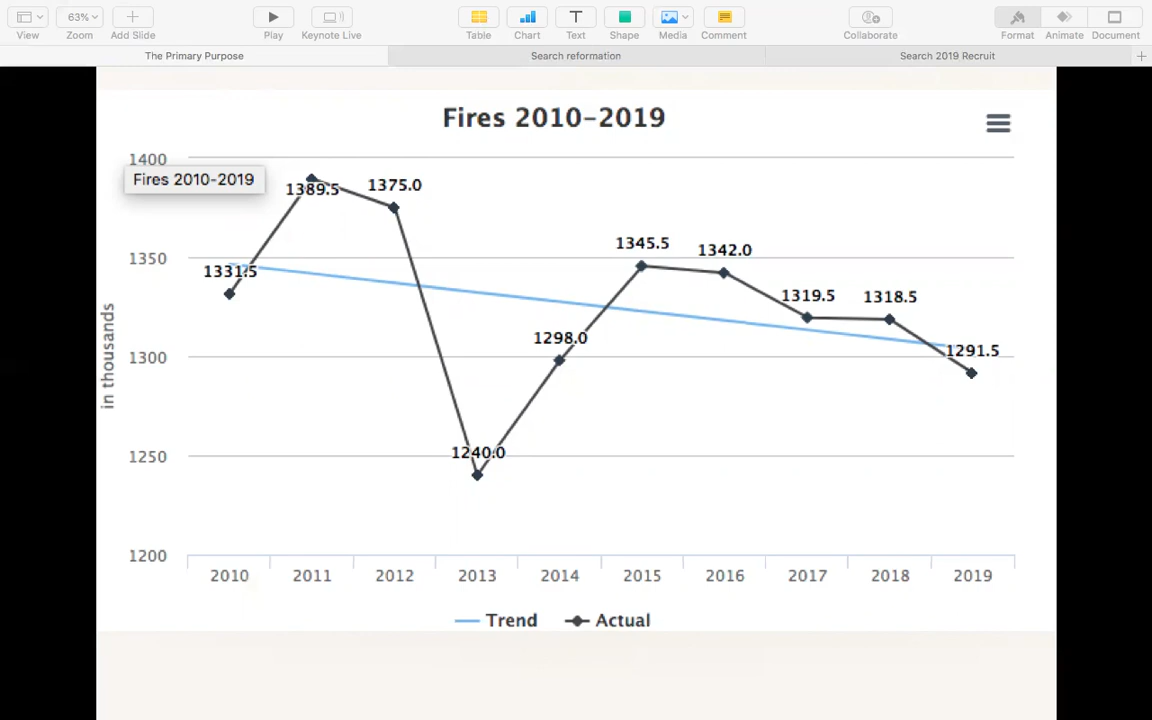 63%
View
Zoom
Add Slide
Play
Keynote Live
Table
Chart
Text
Shape
Media
Comment
Collaborate
Format
Animate
Document
The Primary Purpose
Search reformation
Search 2019 Recruit
Fires 2010-2019
1400
Fires 2010-2019
1389.5
1375.0
1350
1331.5
1345.5
1342.0
1319.5
1318.5
in thousands
1300
1298.0
1291.5
1250
1240.0
1200
2010
2011
2012
2013
2014
2015
2016
2017
2018
2019
Trend
Actual